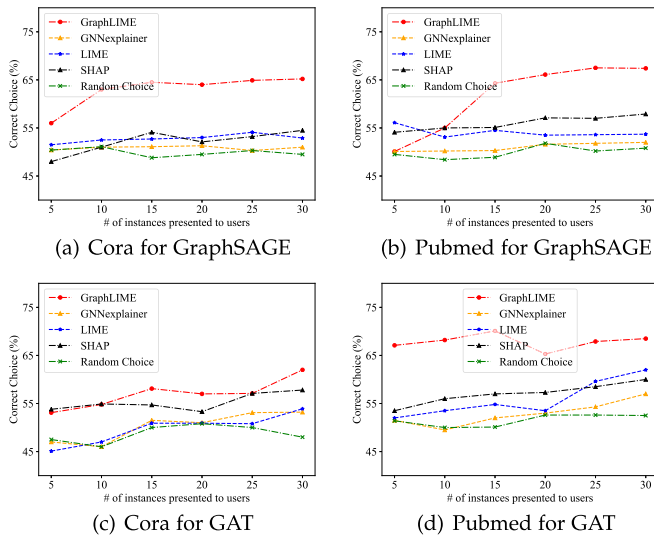 GraphLIME
GNNexplainer
LIME
SHAP
Random Choice
75
65
55
45
Correct Choice (%)
5 10 15 20 25 30
# of instances presented to users
(a) Cora for GraphSAGE
GraphLIME
GNNexplainer
LIME
SHAP
Random Choice
75
65
55
45
Correct Choice (%)
5 10 15 20 25 30
# of instances presented to users
(b) Pubmed for GraphSAGE
GraphLIME
GNNexplainer
LIME
SHAP
Random Choice
75
65
55
45
Correct Choice (%)
5 10 15 20 25 30
# of instances presented to users
(c) Cora for GAT
GraphLIME
GNNexplainer
LIME
SHAP
Random Choice
75
65
55
45
Correct Choice (%)
5 10 15 20 25 30
# of instances presented to users
(d) Pubmed for GAT